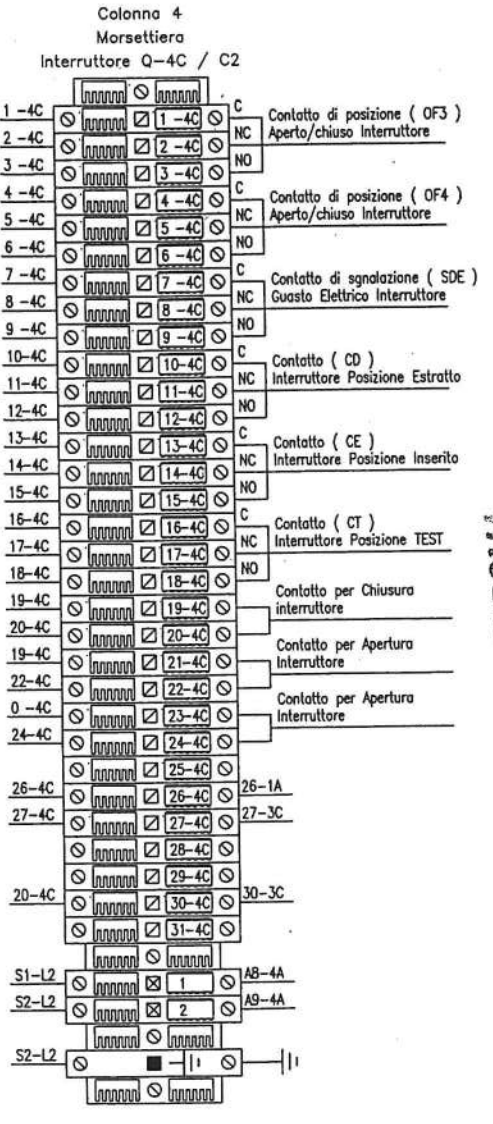 Colonna 4
Morsettiera
Interruttore Q-4C / C2
1 -4C 1 -4C C
2 -4C 2 -4C NC
3 -4C 3 -4C NO
Contatto di posizione ( OF3 )
Aperto/chiuso Interruttore
4 -4C 4 -4C C
5 -4C 5 -4C NC
6 -4C 6 -4C NO
Contatto di posizione ( OF4 )
Aperto/chiuso Interruttore
7 -4C 7 -4C C
8 -4C 8 -4C NC
9 -4C 9 -4C NO
Contatto di sgnalazione ( SDE )
Guasto Elettrico Interruttore
10-4C 10-4C C
11-4C 11-4C NC
12-4C 12-4C NO
Contatto ( CD )
Interruttore Posizione Estratto
13-4C 13-4C C
14-4C 14-4C NC
15-4C 15-4C NO
Contatto ( CE )
Interruttore Posizione Inserito
16-4C 16-4C C
17-4C 17-4C NC
18-4C 18-4C NO
Contatto ( CT )
Interruttore Posizione TEST
19-4C 19-4C
20-4C 20-4C
Contatto per Chiusura
interruttore
19-4C 21-4C
22-4C 22-4C
Contatto per Apertura
Interruttore
0 -4C 23-4C
24-4C 24-4C
Contatto per Apertura
Interruttore
25-4C
26-4C 26-4C 26-1A
27-4C 27-4C 27-3C
28-4C
29-4C
20-4C 30-4C 30-3C
31-4C
S1-L2 1 A8-4A
S2-L2 2 A9-4A
S2-L2